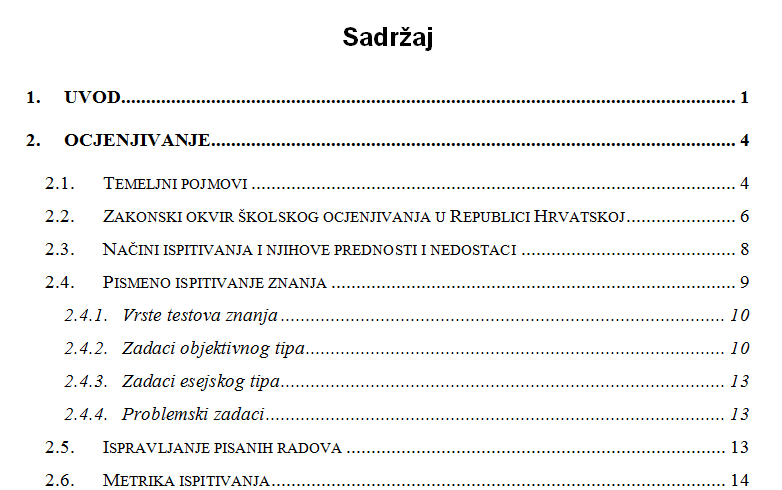 Sadržaj
1. UVOD 1
2. OCJENJIVANJE 4
2.1. TEMELJNI POJMOVI 4
2.2. ZAKONSKI OKVIR ŠKOLSKOG OCJENJIVANJA U REPUBLICI HRVATSKOJ 6
2.3. NAČINI ISPITIVANJA I NJIHOVE PREDNOSTI I NEDOSTACI 8
2.4. PISMENO ISPITIVANJE ZNANJA 9
2.4.1. Vrste testova znanja 10
2.4.2. Zadaci objektivnog tipa 10
2.4.3. Zadaci esejskog tipa 13
2.4.4. Problemski zadaci 13
2.5. ISPRAVLJANJE PISANIH RADOVA 13
2.6. METRIKA ISPITIVANJA 14